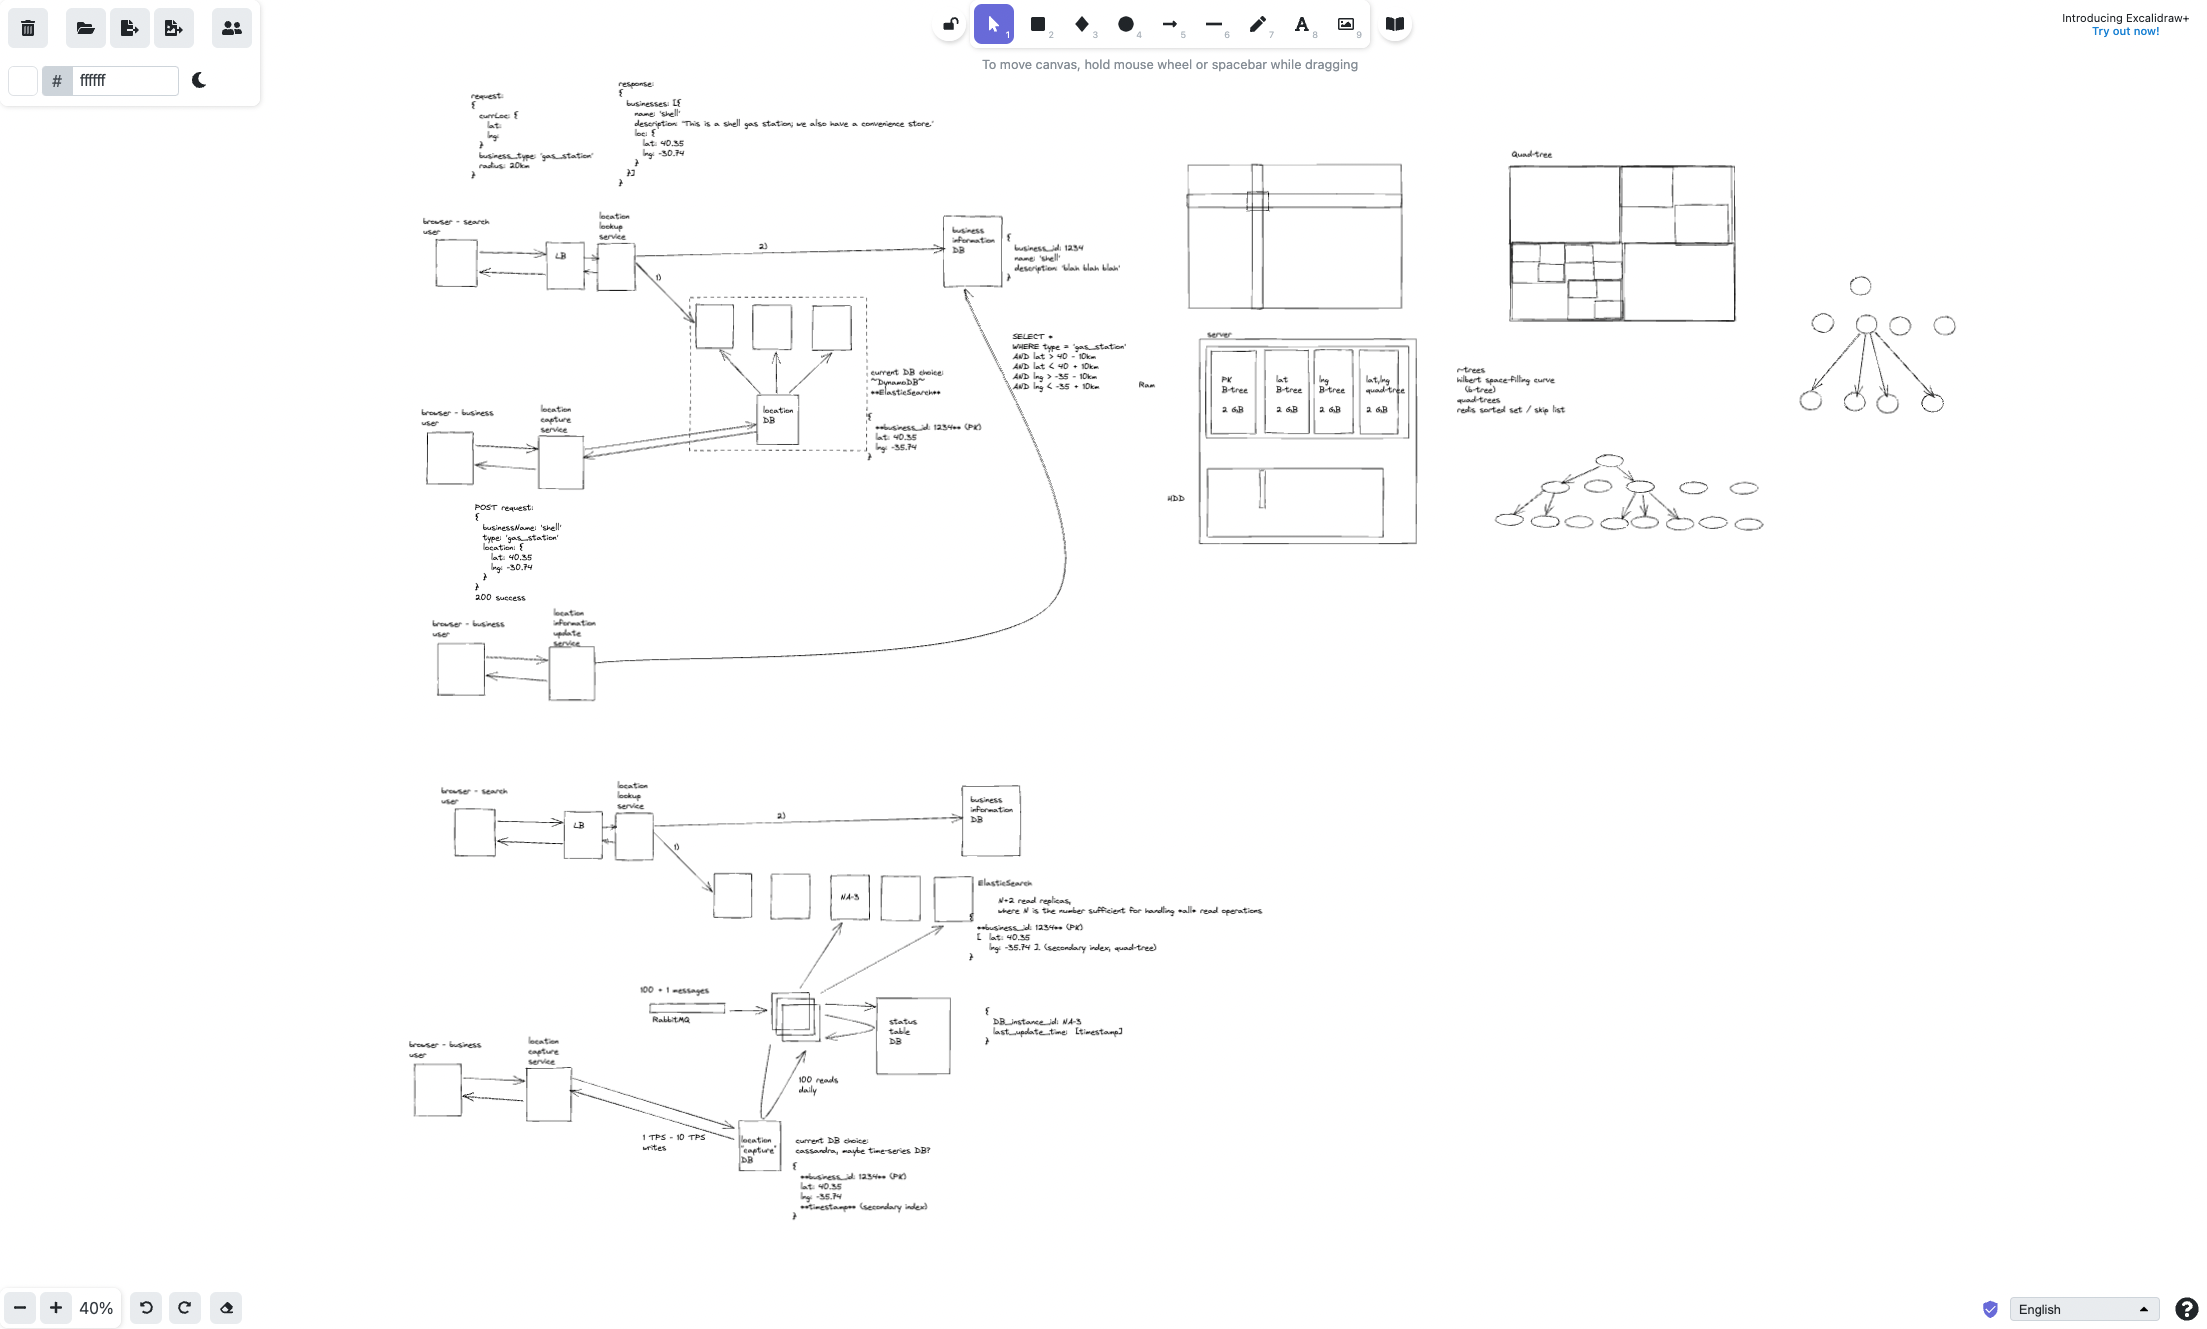 # ffffff
1
2
3
4
5
6
A
7
8
9
To move canvas, hold mouse wheel or spacebar while dragging
Introducing Excalidraw+
Try out now!
request:
{
currLoc: {
lat:
lng:
}
business_type: 'gas_station'
radius: 20km
}
response:
{
businesses: [{
name: 'shell'
description: 'This is a shell gas station; we also have a convenience store.'
loc: {
lat: 40.35
lng: -30.74
}
}]
}
browser - search
user
LB
location
lookup
service
2)
1)
business
information
DB
{
business_id: 1234
name: 'shell'
description: 'blah blah blah'
}
current DB choice:
~~DynamoDB~~
**ElasticSearch**
{
**business_id: 1234** (PK)
lat: 40.35
lng: -35.74
}
location
DB
browser - business
user
location
capture
service
POST request:
{
businessName: 'shell'
type: 'gas_station'
location: {
lat: 40.35
lng: -30.74
}
}
200 success
browser - business
user
location
information
update
service
SELECT *
WHERE type = 'gas_station'
AND lat > 40 - 10km
AND lat < 40 + 10km
AND lng > -35 - 10km
AND lng < -35 + 10km
Ram
HDD
server
PK
B-tree
2 GB
lat
B-tree
2 GB
lng
B-tree
2 GB
lat,lng
quad-tree
2 GB
Quad-tree
r-trees
hilbert space-filling curve
(b-tree)
quad-trees
redis sorted set / skip list
browser - search
user
LB
location
lookup
service
2)
1)
business
information
DB
NA-3
ElasticSearch
N+2 read replicas,
where N is the number sufficient for handling *all* read operations
{
**business_id: 1234** (PK)
[ lat: 40.35
lng: -35.74 ] (secondary index, quad-tree)
}
100 + 1 messages
RabbitMQ
status
table
DB
{
DB_instance_id: NA-3
last_update_time: [timestamp]
}
100 reads
daily
browser - business
user
location
capture
service
1 TPS - 10 TPS
writes
location
"capture"
DB
current DB choice:
cassandra, maybe time-series DB?
{
**business_id: 1234** (PK)
lat: 40.35
lng: -35.74
**timestamp** (secondary index)
}
40%
English
?